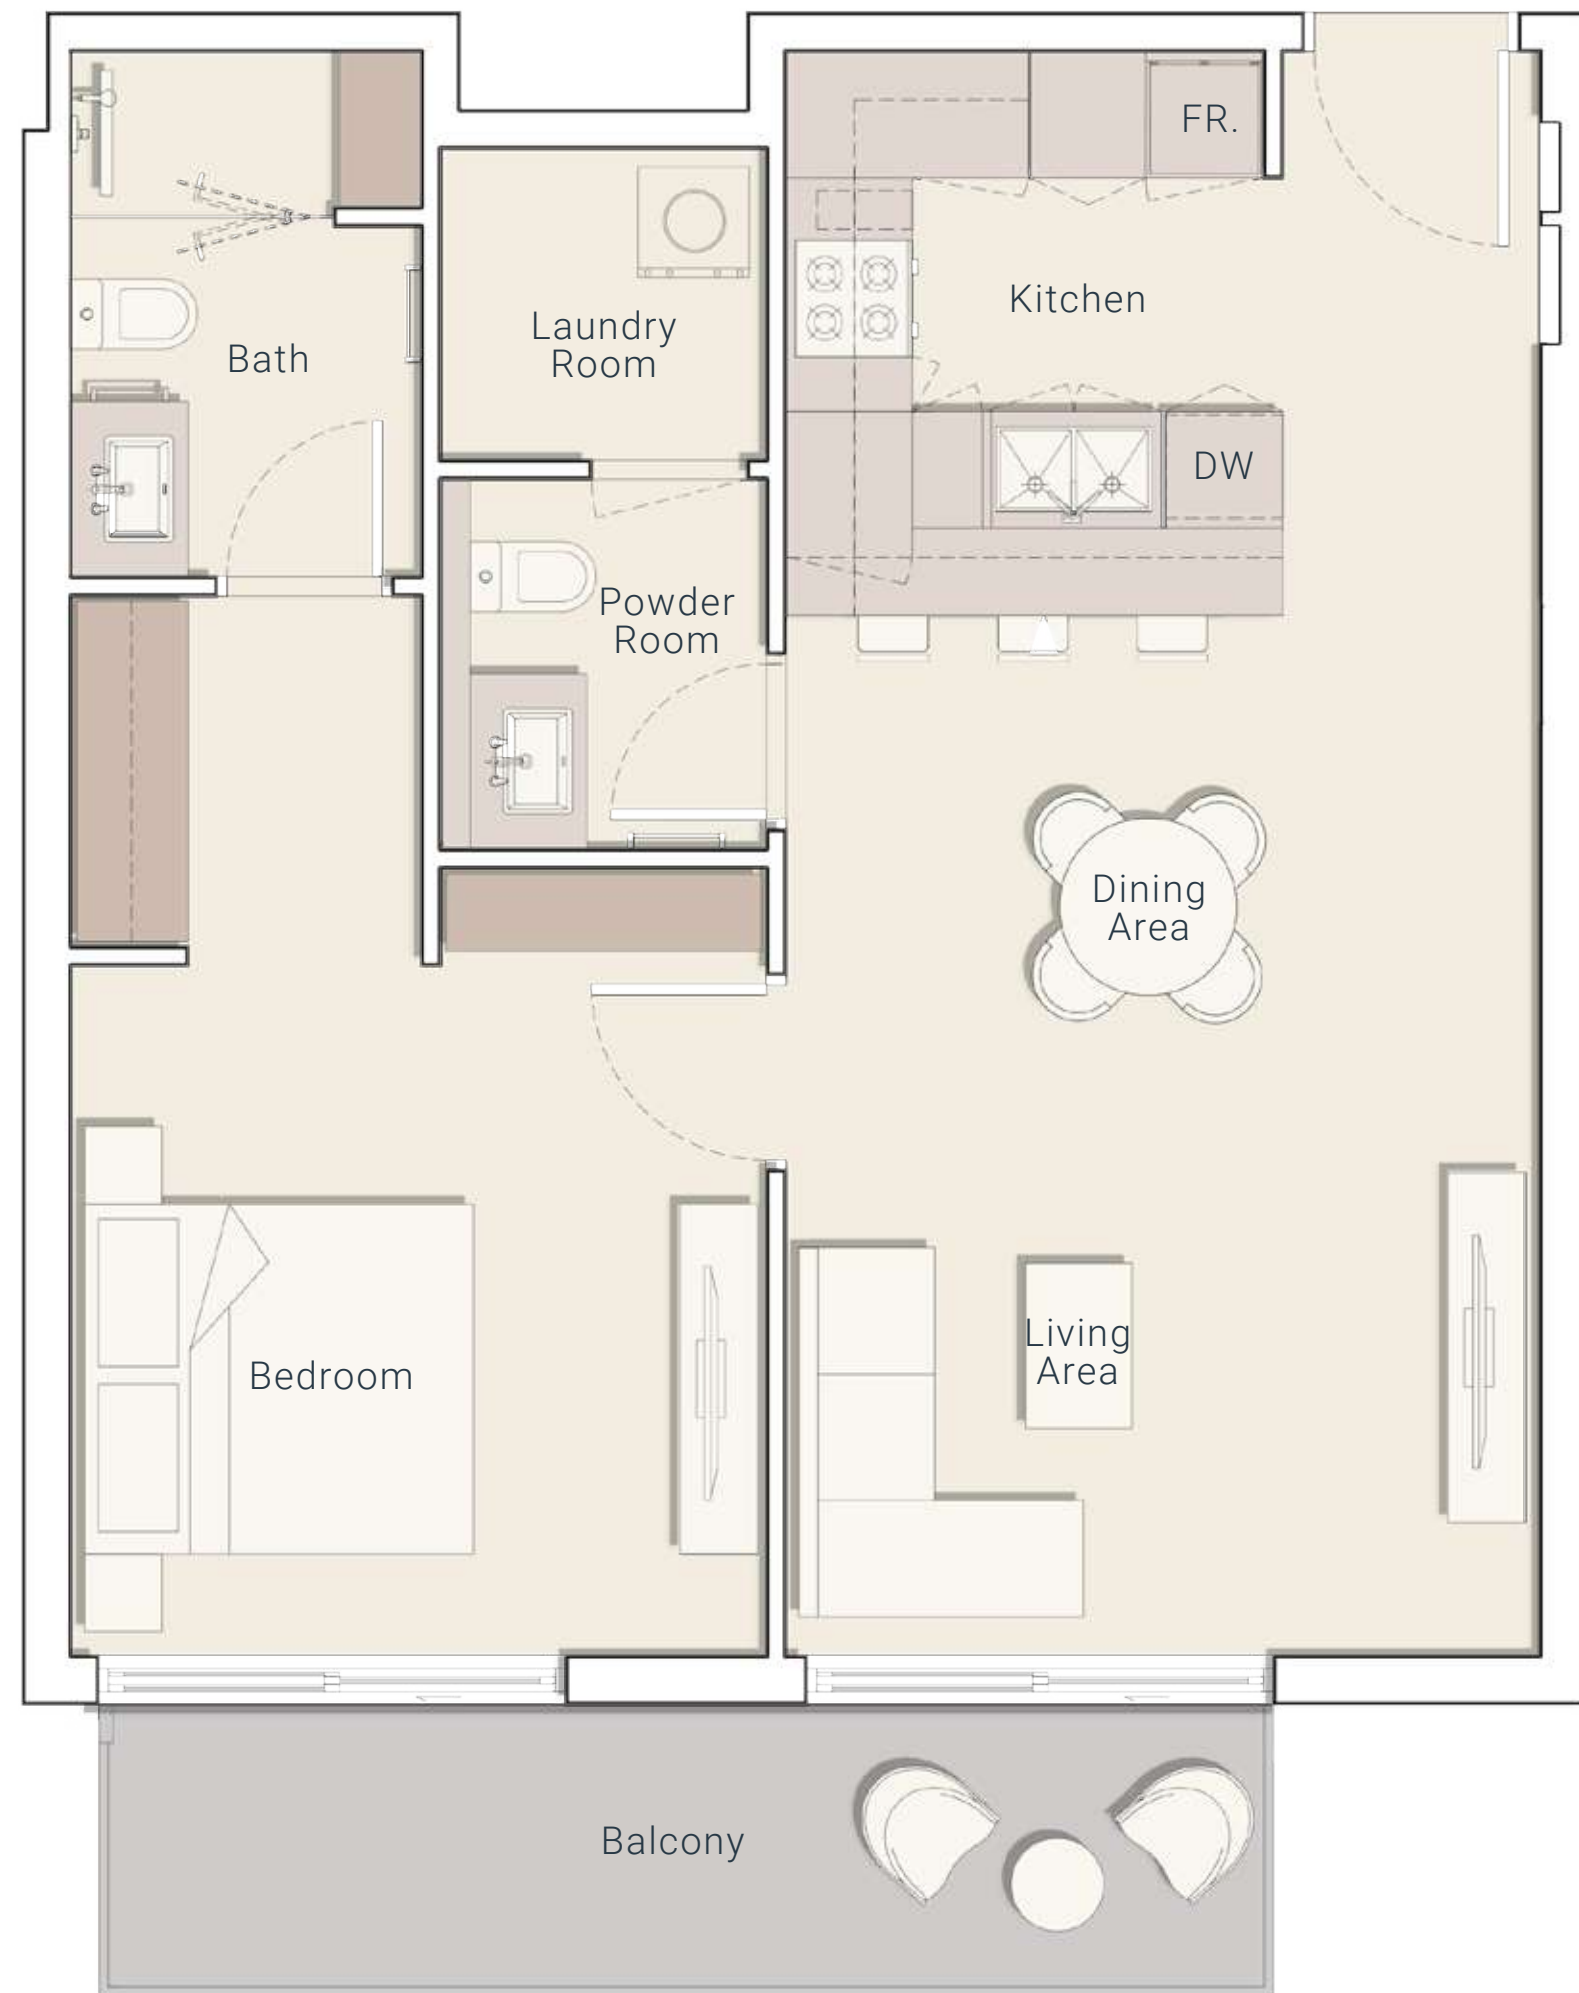 FR.
Kitchen
Laundry
Room
Bath
DW
Powder
Room
Dining
Area
Living
Area
Bedroom
Balcony